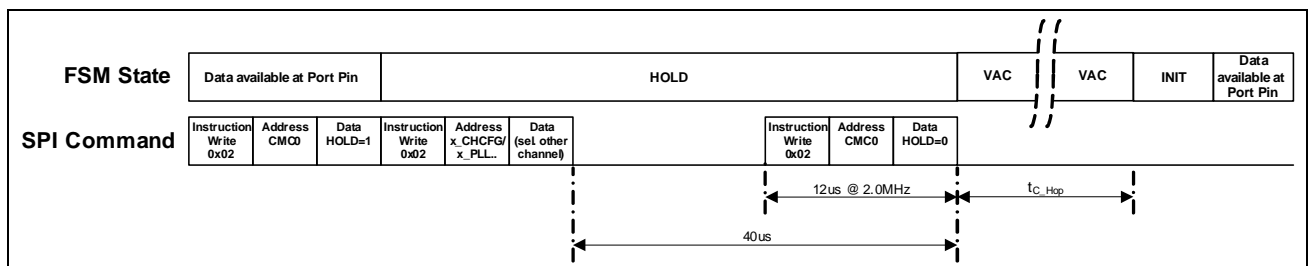 FSM State
Data available at Port Pin
HOLD
VAC
VAC
INIT
Data
available at
Port Pin
SPI Command
Instruction
Write
0x02
Address
CMC0
Data
HOLD=1
Instruction
Write
0x02
Address
x_CHCFG/
x_PLL..
Data
(sel. other
channel)
Instruction
Write
0x02
Address
CMC0
Data
HOLD=0
12us @ 2.0MHz
tC_Hop
40us